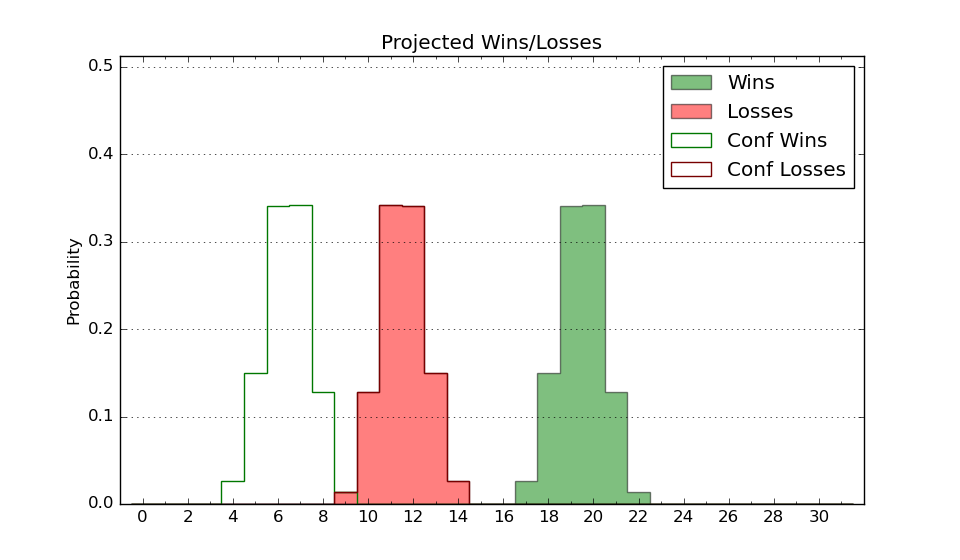 Projected Wins/Losses
Wins
Losses
Conf Wins
Conf Losses
Probability
0.5
0.4
0.3
0.2
0.1
0.0
0 2 4 6 8 10 12 14 16 18 20 22 24 26 28 30